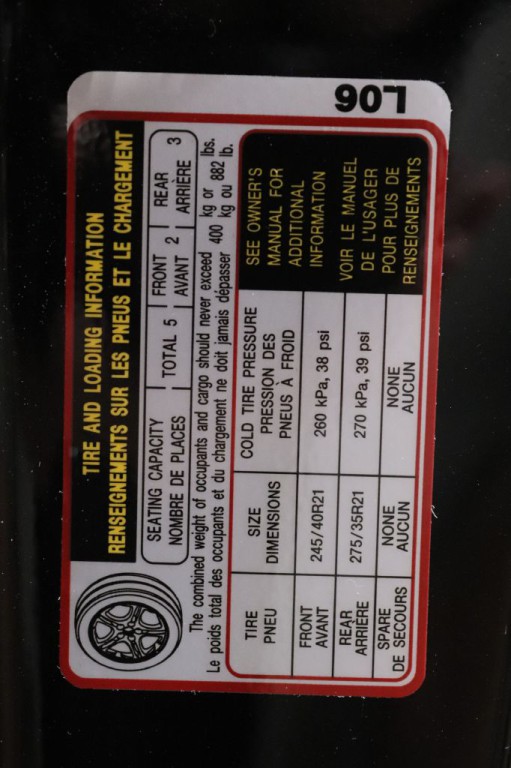 L06
TIRE AND LOADING INFORMATION
RENSEIGNEMENTS SUR LES PNEUS ET LE CHARGEMENT
SEATING CAPACITY TOTAL 5 FRONT 2 REAR 3
NOMBRE DE PLACES AVANT ARRIÈRE
The combined weight of occupants and cargo should never exceed 400 kg or 882 lbs.
Le poids total des occupants et du chargement ne doit jamais dépasser 400 kg ou 882 lb.
TIRE SIZE COLD TIRE PRESSURE
PNEU DIMENSIONS PRESSION DES
PNEUS À FROID
FRONT 245/40R21 260 kPa, 38 psi
AVANT
REAR 275/35R21 270 kPa, 39 psi
ARRIÈRE
SPARE NONE NONE
DE SECOURS AUCUN AUCUN
SEE OWNER'S
MANUAL FOR
ADDITIONAL
INFORMATION
VOIR LE MANUEL
DE L'USAGER
POUR PLUS DE
RENSEIGNEMENTS